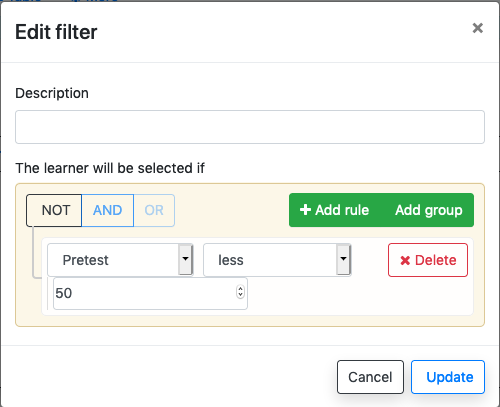 Edit filter ×
Description
The learner will be selected if
NOT AND OR + Add rule Add group
Pretest less × Delete
50
Cancel Update